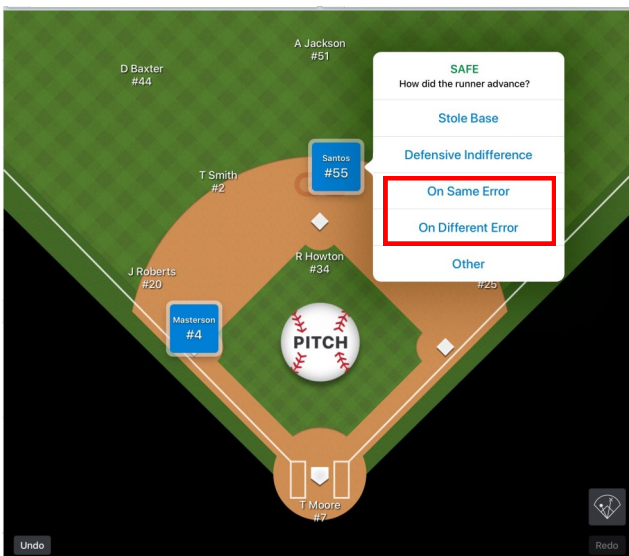 A Jackson
#51
D Baxter
#44
SAFE
How did the runner advance?
Stole Base
Defensive Indifference
On Same Error
On Different Error
Other
Santos
#55
T Smith
#2
R Howton
#34
J Roberts
#20
#25
Masterson
#4
PITCH
T Moore
#7
Undo
Redo